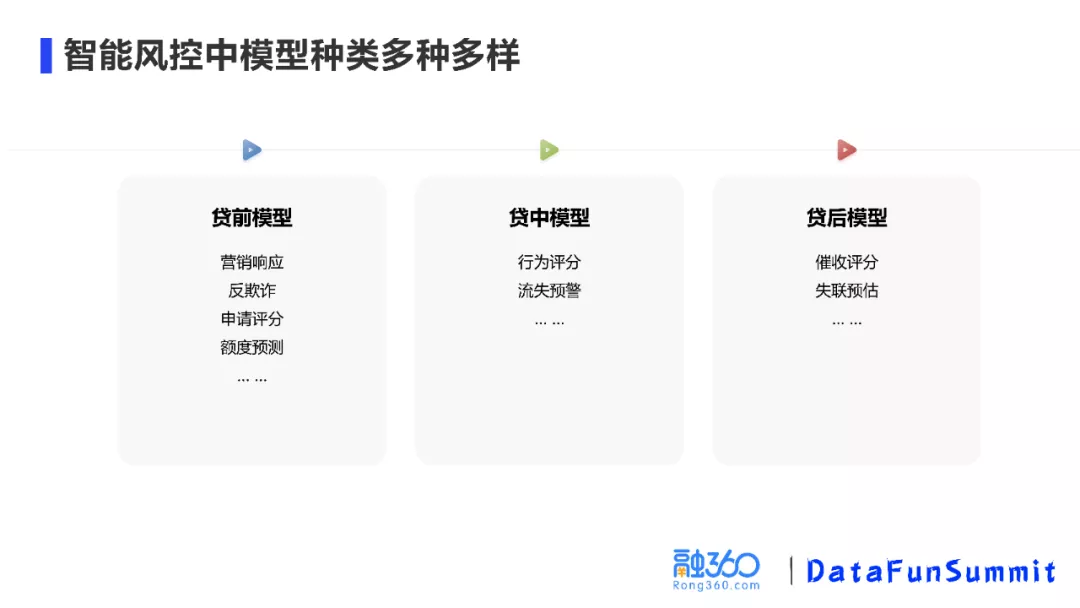 智能风控中模型种类多种多样
贷前模型
营销响应
反欺诈
申请评分
额度预测
... ...
贷中模型
行为评分
流失预警
... ...
贷后模型
催收评分
失联预估
... ...
融360
Rong360.com
DataFunSummit